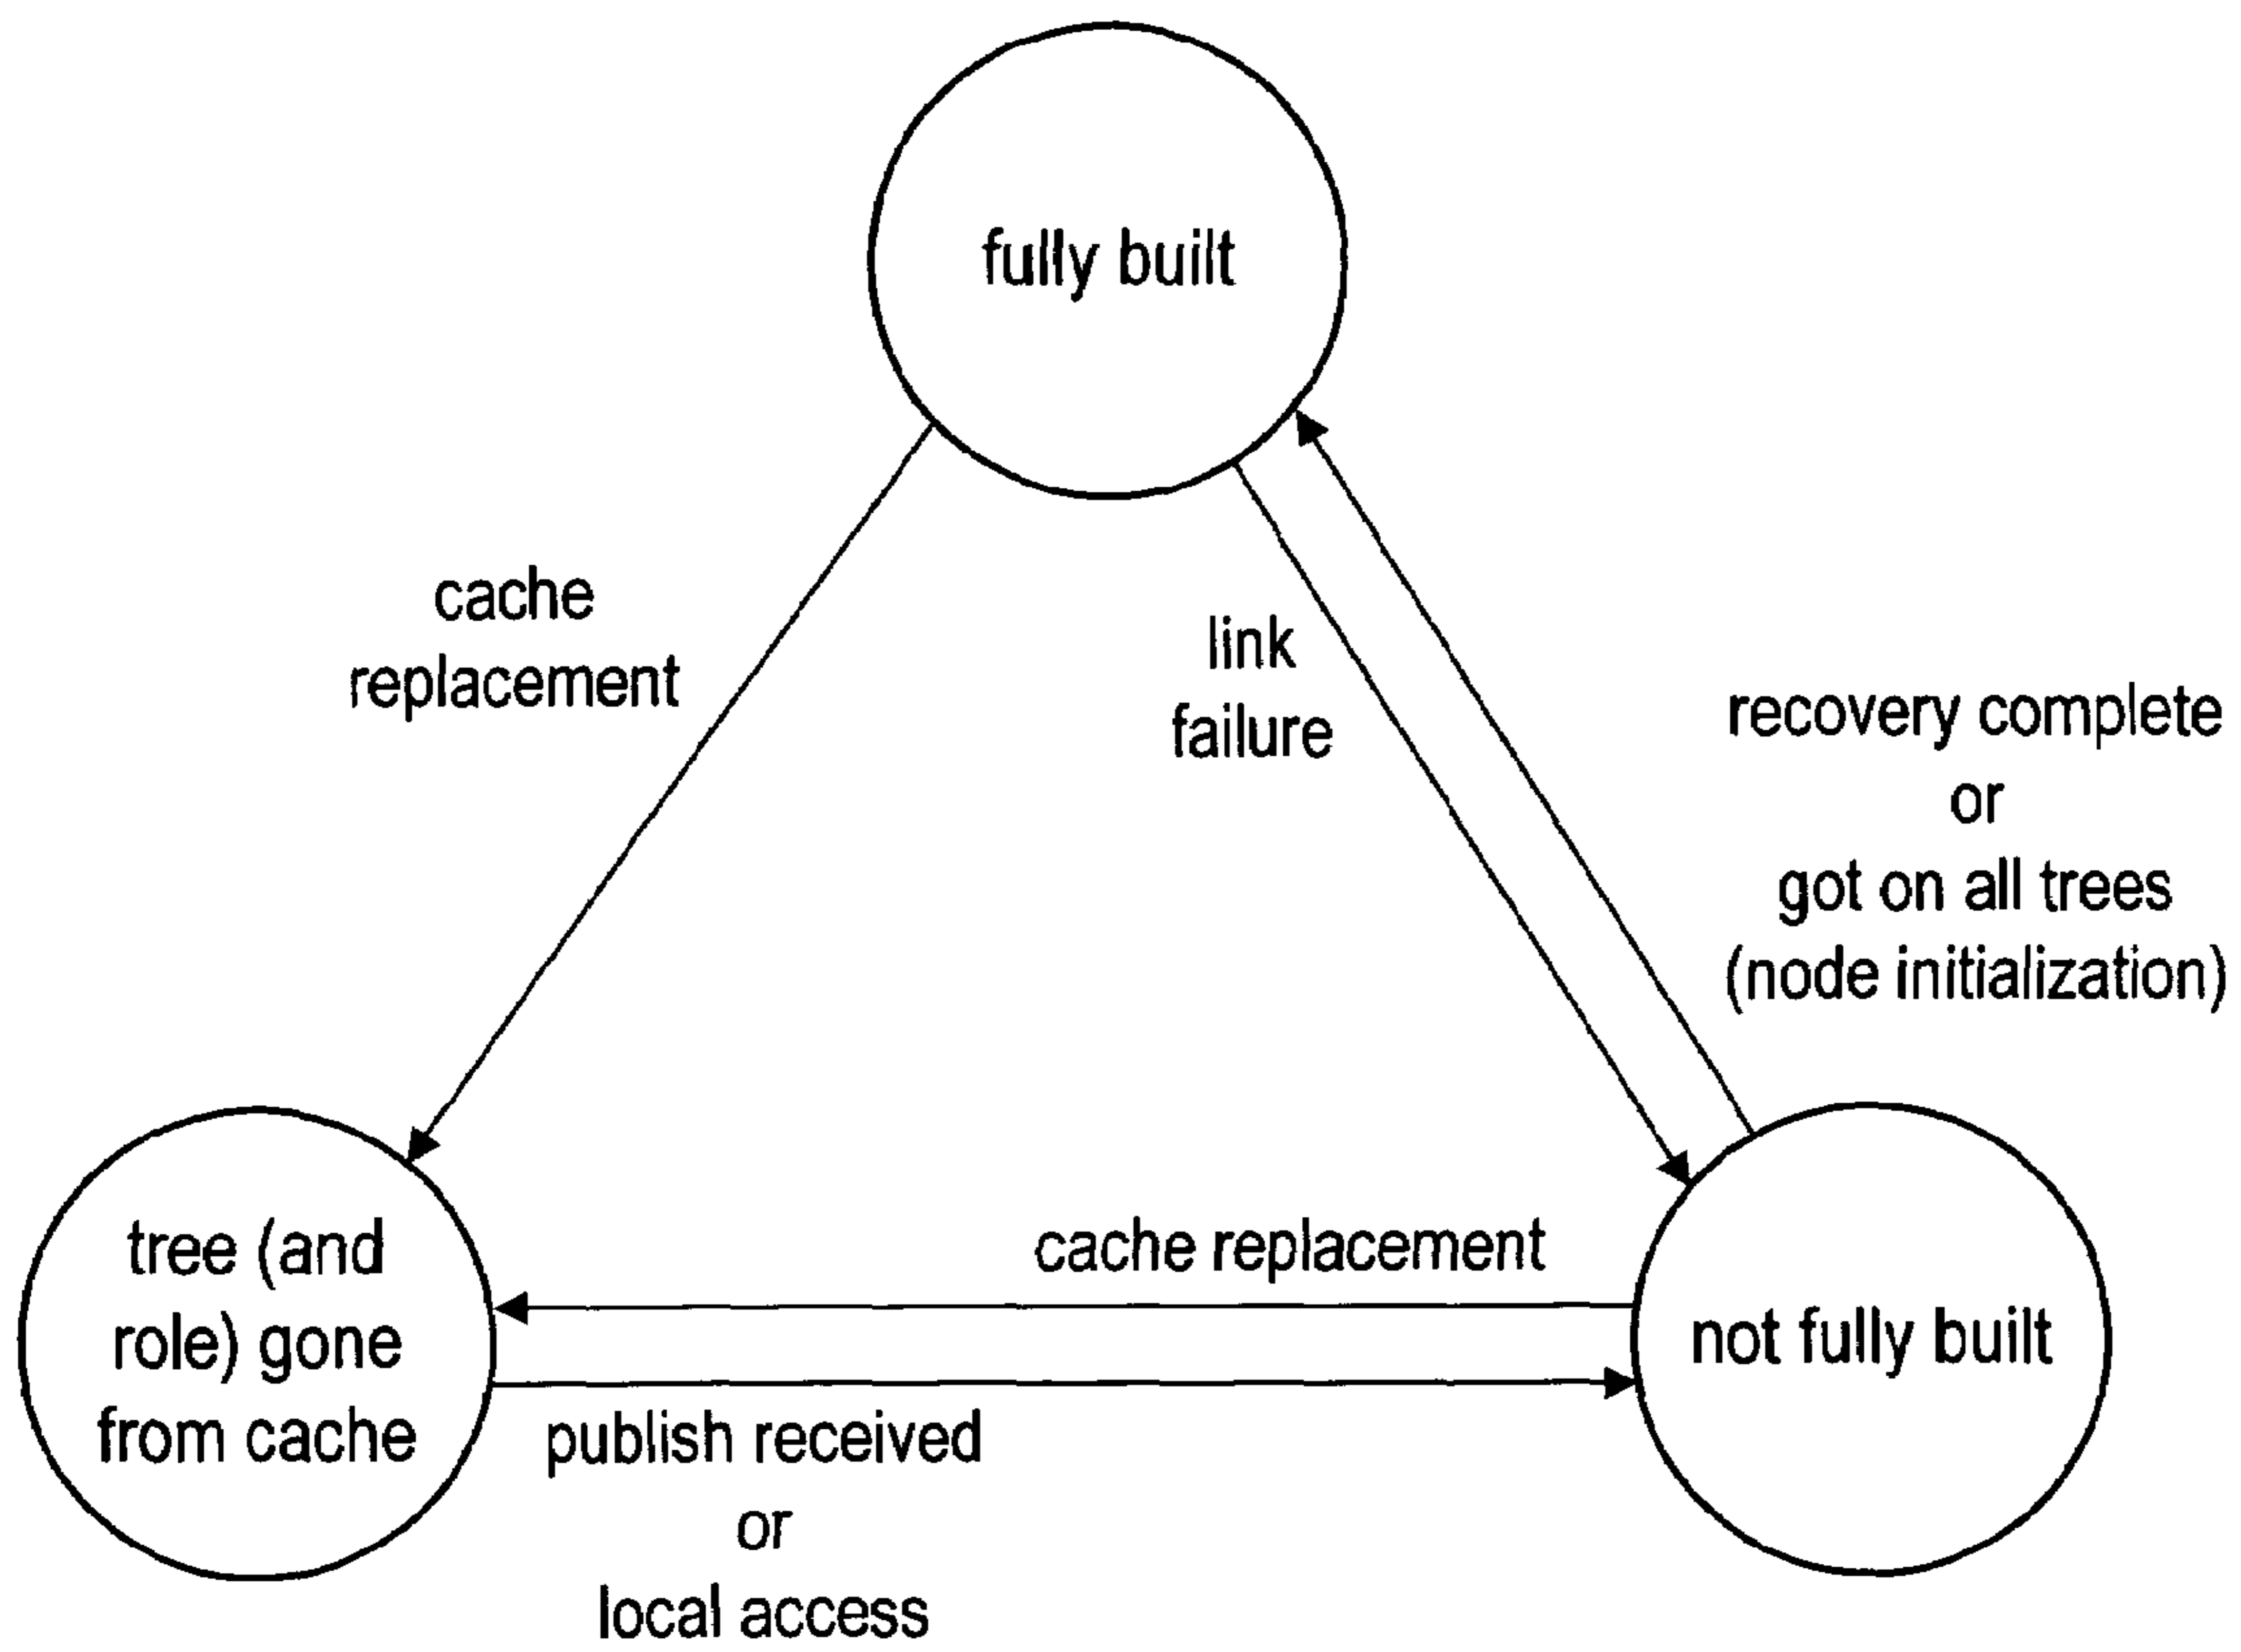 fully built
cache
replacement
link
failure
recovery complete
or
got on all trees
(node initialization)
tree (and
role) gone
from cache
cache replacement
not fully built
publish received
or
local access